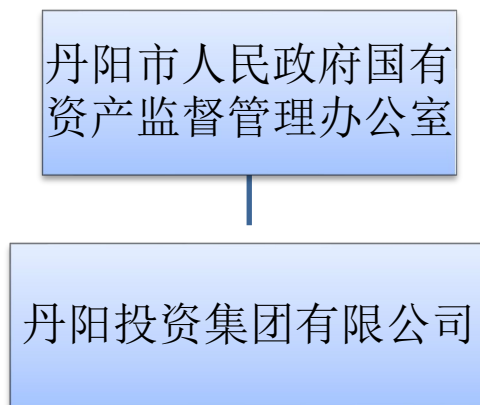 丹阳市人民政府国有
资产监督管理办公室
丹阳投资集团有限公司